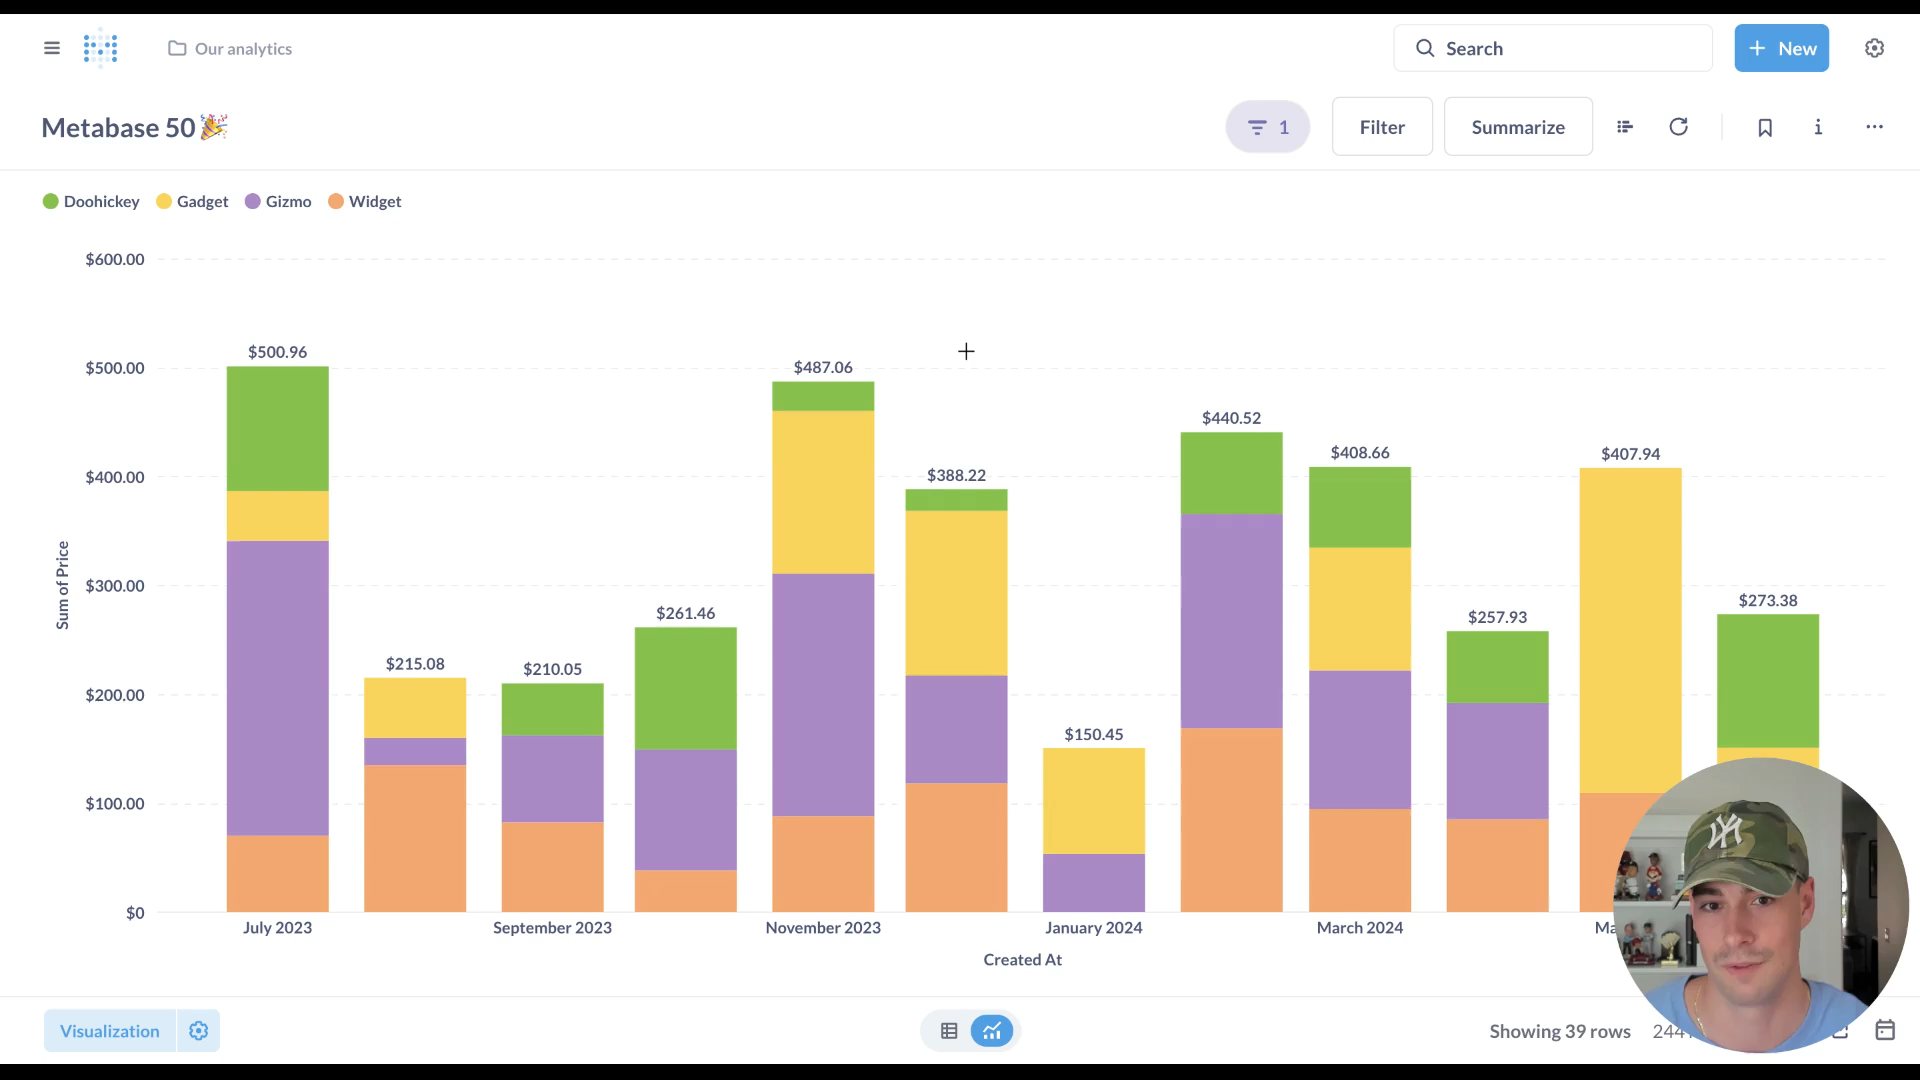 Our analytics
Search
+ New
Metabase 50🎉
1
Filter
Summarize
Doohickey
Gadget
Gizmo
Widget
$600.00
$500.00
$400.00
$300.00
$200.00
$100.00
$0
Sum of Price
$500.96
$215.08
$210.05
$261.46
$487.06
$388.22
$150.45
$440.52
$408.66
$257.93
$407.94
$273.38
July 2023
September 2023
November 2023
January 2024
March 2024
Ma
Created At
Visualization
Showing 39 rows
244